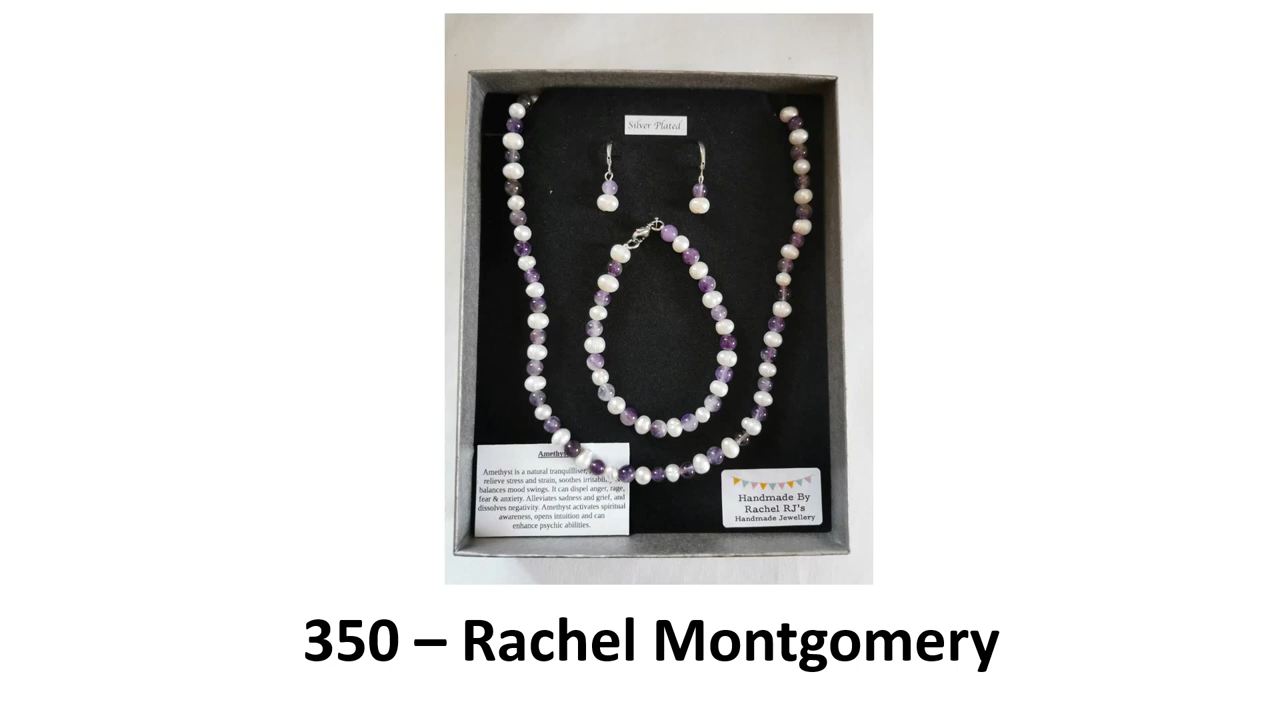 Silver Plated
Amethyst
Amethyst is a natural tranquilliser,
relieve stress and strain, soothes irritability,
balances mood swings. It can dispel anger, rage,
fear & anxiety. Alleviates sadness and grief, and
dissolves negativity. Amethyst activates spiritual
awareness, opens intuition and can
enhance psychic abilities.
Handmade By
Rachel RJ's
Handmade Jewellery
350 – Rachel Montgomery